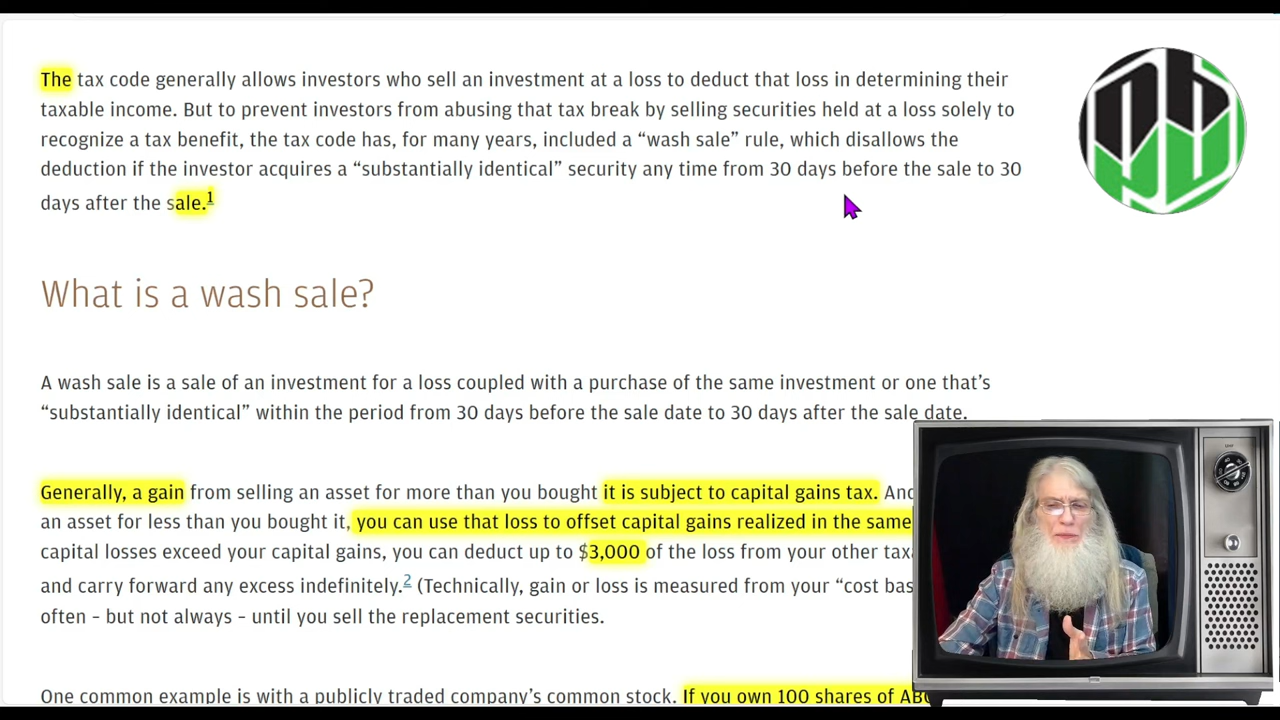 The tax code generally allows investors who sell an investment at a loss to deduct that loss in determining their
taxable income. But to prevent investors from abusing that tax break by selling securities held at a loss solely to
recognize a tax benefit, the tax code has, for many years, included a “wash sale” rule, which disallows the
deduction if the investor acquires a “substantially identical” security any time from 30 days before the sale to 30
days after the sale.1
What is a wash sale?
A wash sale is a sale of an investment for a loss coupled with a purchase of the same investment or one that’s
“substantially identical” within the period from 30 days before the sale date to 30 days after the sale date.
Generally, a gain from selling an asset for more than you bought it is subject to capital gains tax. And
an asset for less than you bought it, you can use that loss to offset capital gains realized in the same
capital losses exceed your capital gains, you can deduct up to $3,000 of the loss from your other
and carry forward any excess indefinitely.2 (Technically, gain or loss is measured from your “cost
often – but not always – until you sell the replacement securities.
One common example is with a publicly traded company’s common stock. If you own 100 shares of